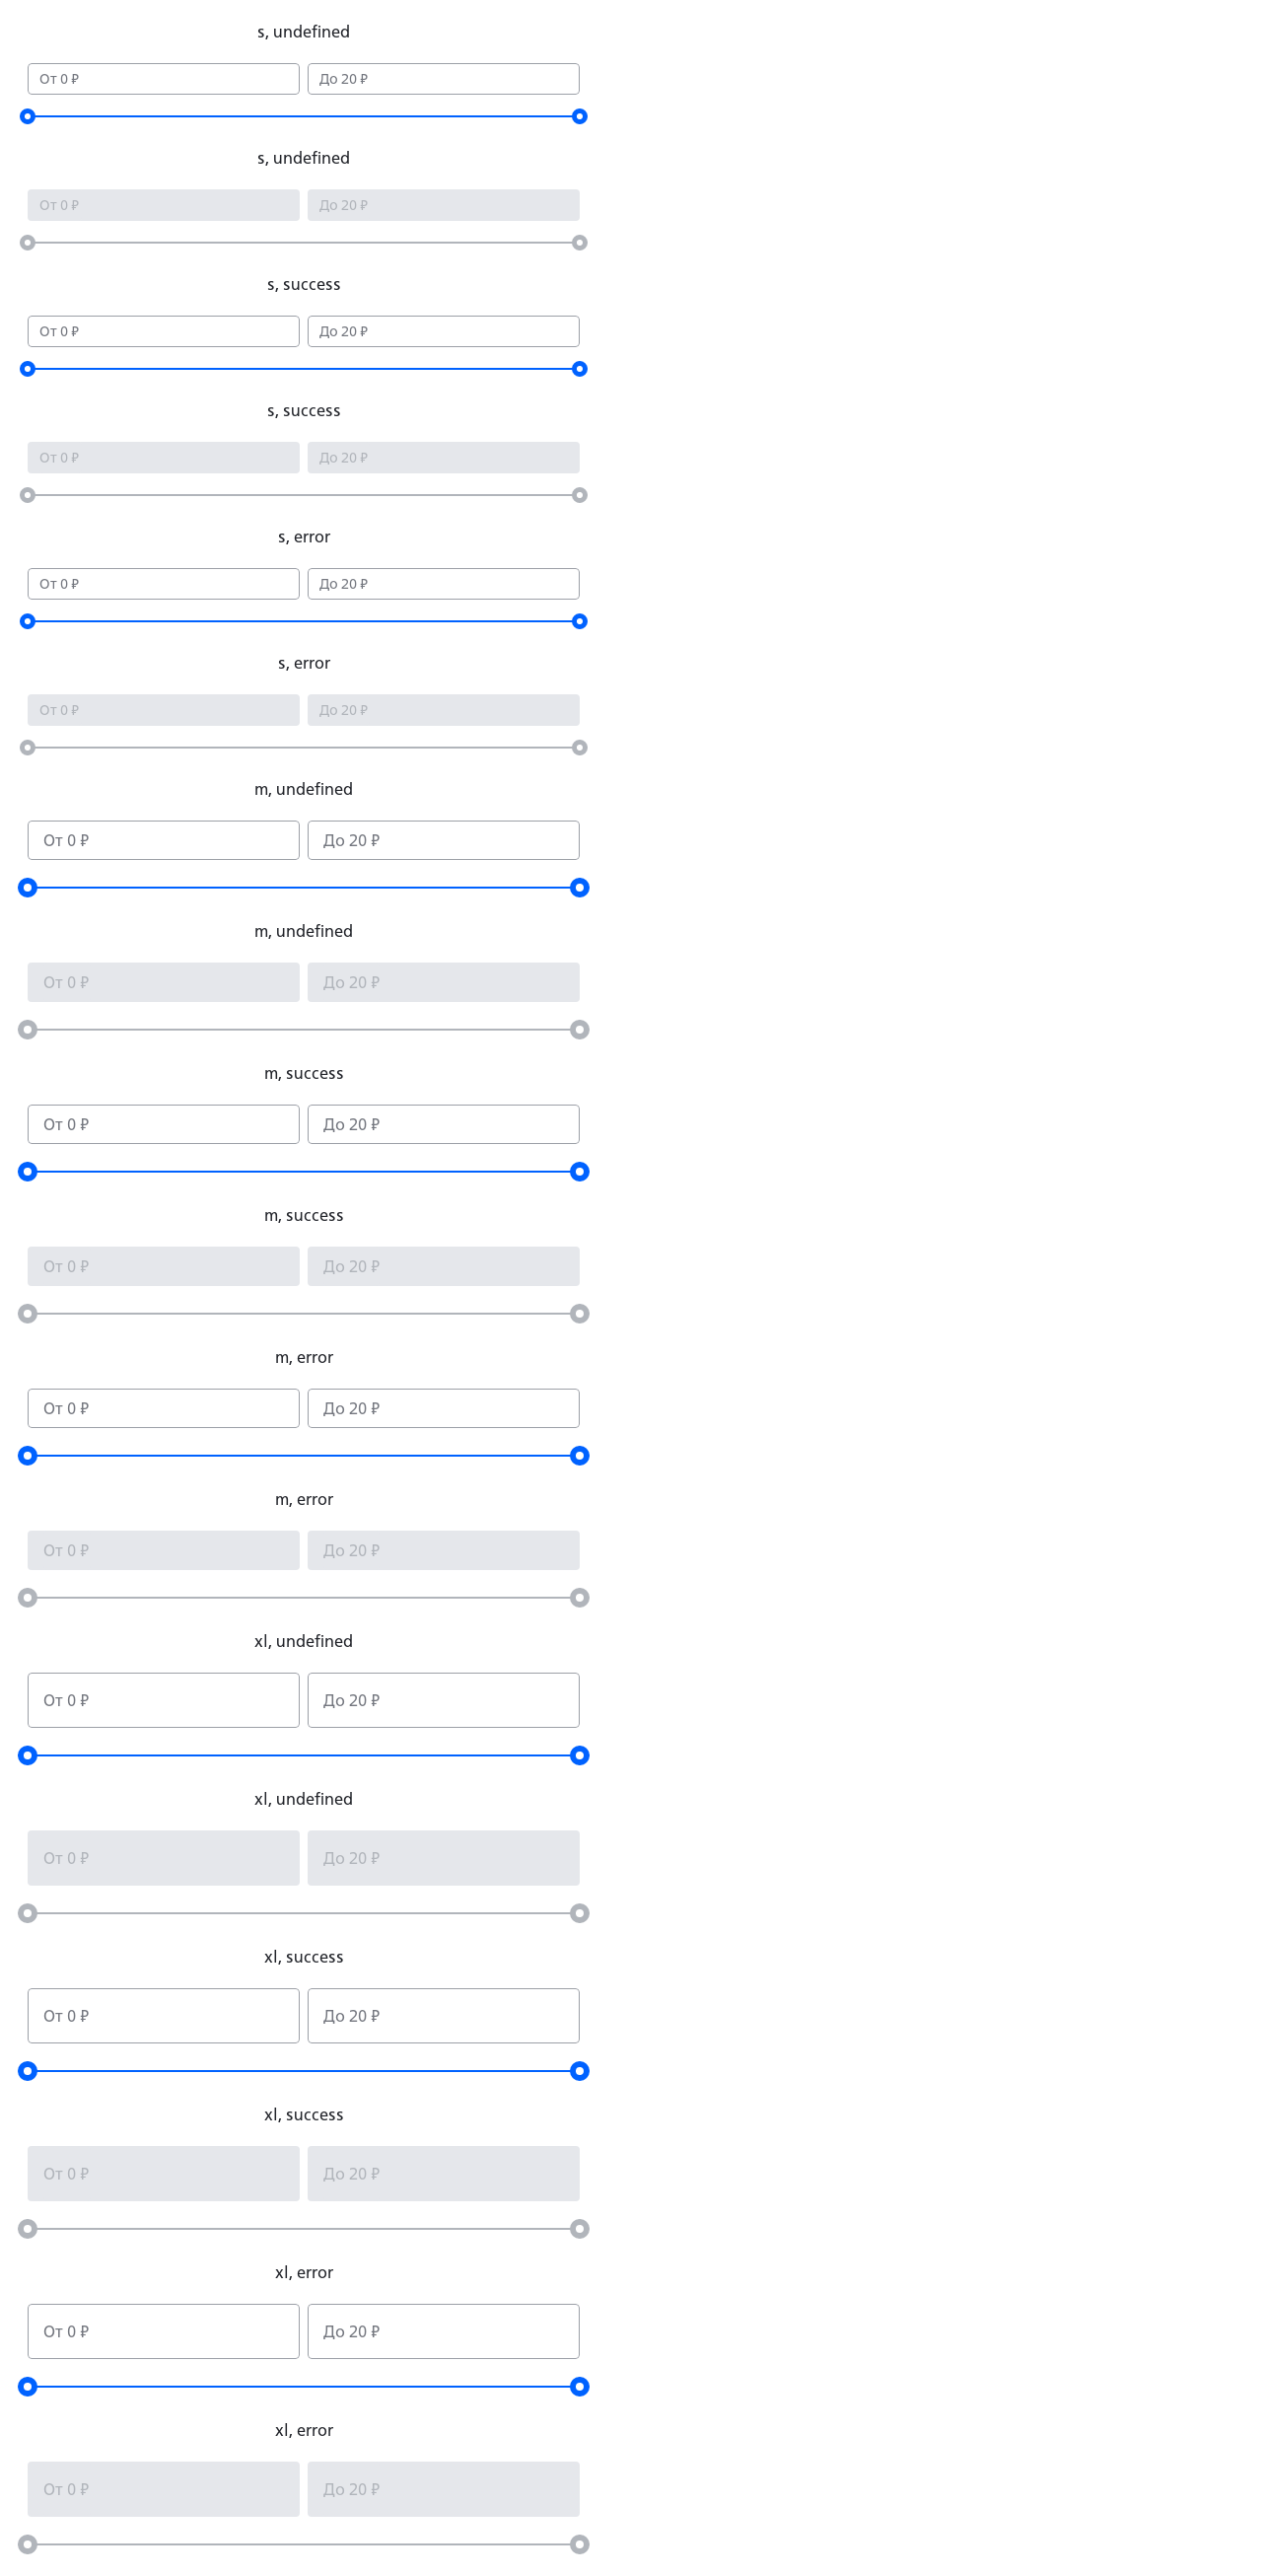 s, undefined
От 0 ₽ До 20 ₽
s, undefined
От 0 ₽ До 20 ₽
s, success
От 0 ₽ До 20 ₽
s, success
От 0 ₽ До 20 ₽
s, error
От 0 ₽ До 20 ₽
s, error
От 0 ₽ До 20 ₽
m, undefined
От 0 ₽ До 20 ₽
m, undefined
От 0 ₽ До 20 ₽
m, success
От 0 ₽ До 20 ₽
m, success
От 0 ₽ До 20 ₽
m, error
От 0 ₽ До 20 ₽
m, error
От 0 ₽ До 20 ₽
xl, undefined
От 0 ₽ До 20 ₽
xl, undefined
От 0 ₽ До 20 ₽
xl, success
От 0 ₽ До 20 ₽
xl, success
От 0 ₽ До 20 ₽
xl, error
От 0 ₽ До 20 ₽
xl, error
От 0 ₽ До 20 ₽